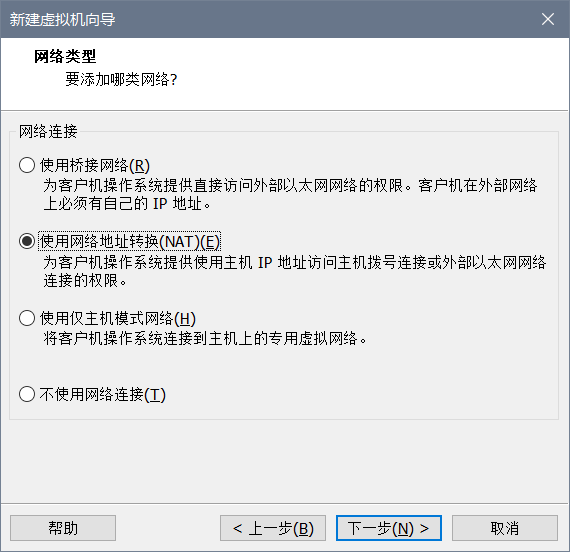 新建虚拟机向导
网络类型
要添加哪类网络?
网络连接
使用桥接网络(R)
为客户机操作系统提供直接访问外部以太网网络的权限。客户机在外部网络
上必须有自己的 IP 地址。
使用网络地址转换(NAT)(E)
为客户机操作系统提供使用主机 IP 地址访问主机拨号连接或外部以太网网络
连接的权限。
使用仅主机模式网络(H)
将客户机操作系统连接到主机上的专用虚拟网络。
不使用网络连接(T)
帮助
< 上一步(B)
下一步(N) >
取消